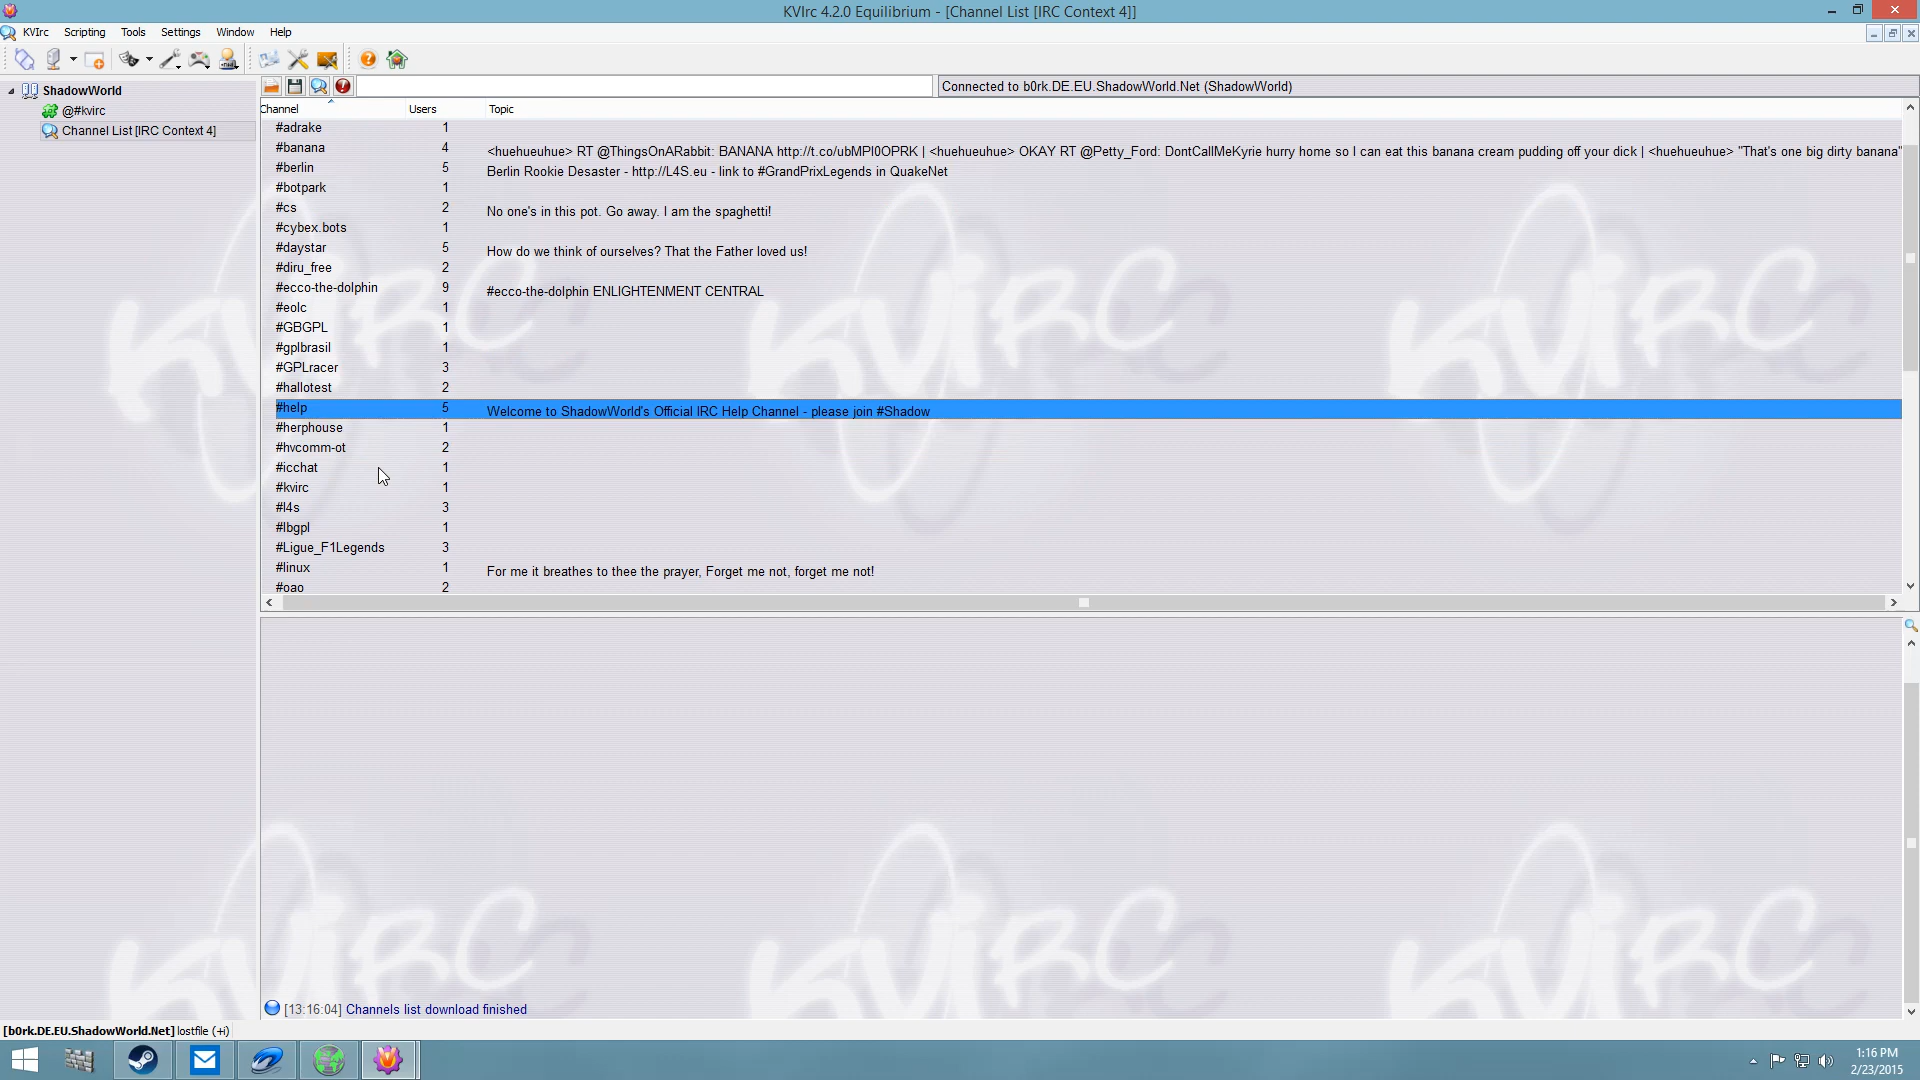 KVIrc 4.2.0 Equilibrium - [Channel List [IRC Context 4]]
KVIrc Scripting Tools Settings Window Help
ShadowWorld
@#kvirc
Channel List [IRC Context 4]
Connected to b0rk.DE.EU.ShadowWorld.Net (ShadowWorld)
Channel Users Topic
#adrake 1
#banana 4 <huehueuhue> RT @ThingsOnARabbit: BANANA http://t.co/ubMPI0OPRK | <huehueuhue> OKAY RT @Petty_Ford: DontCallMeKyrie hurry home so I can eat this banana cream pudding off your dick | <huehueuhue> "That's one big dirty banana"
#berlin 5 Berlin Rookie Desaster - http://L4S.eu - link to #GrandPrixLegends in QuakeNet
#botpark 1
#cs 2 No one's in this pot. Go away. I am the spaghetti!
#cybex.bots 1
#daystar 5 How do we think of ourselves? That the Father loved us!
#diru_free 2
#ecco-the-dolphin 9 #ecco-the-dolphin ENLIGHTENMENT CENTRAL
#eolc 1
#GBGPL 1
#gplbrasil 1
#GPLracer 3
#hallotest 2
#help 5 Welcome to ShadowWorld's Official IRC Help Channel - please join #Shadow
#herphouse 1
#hvcomm-ot 2
#icchat 1
#kvirc 1
#l4s 3
#lbgpl 1
#Ligue_F1Legends 3
#linux 1 For me it breathes to thee the prayer, Forget me not, forget me not!
#oao 2
[13:16:04] Channels list download finished
[b0rk.DE.EU.ShadowWorld.Net] lostfile (+i)
1:16 PM
2/23/2015